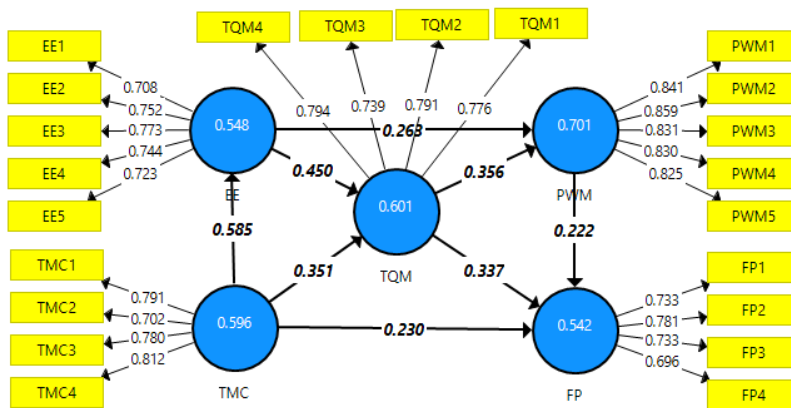 TQM4
TQM3
TQM2
TQM1
EE1
EE2
EE3
EE4
EE5
PWM1
PWM2
PWM3
PWM4
PWM5
0.708
0.752
0.773
0.744
0.723
0.794
0.739
0.791
0.776
0.841
0.859
0.831
0.830
0.825
0.548
EE
0.263
0.701
PWM
0.450
0.356
0.601
TQM
0.585
0.351
0.337
0.222
TMC1
TMC2
TMC3
TMC4
0.791
0.702
0.780
0.812
0.596
TMC
0.230
0.542
FP
0.733
0.781
0.733
0.696
FP1
FP2
FP3
FP4